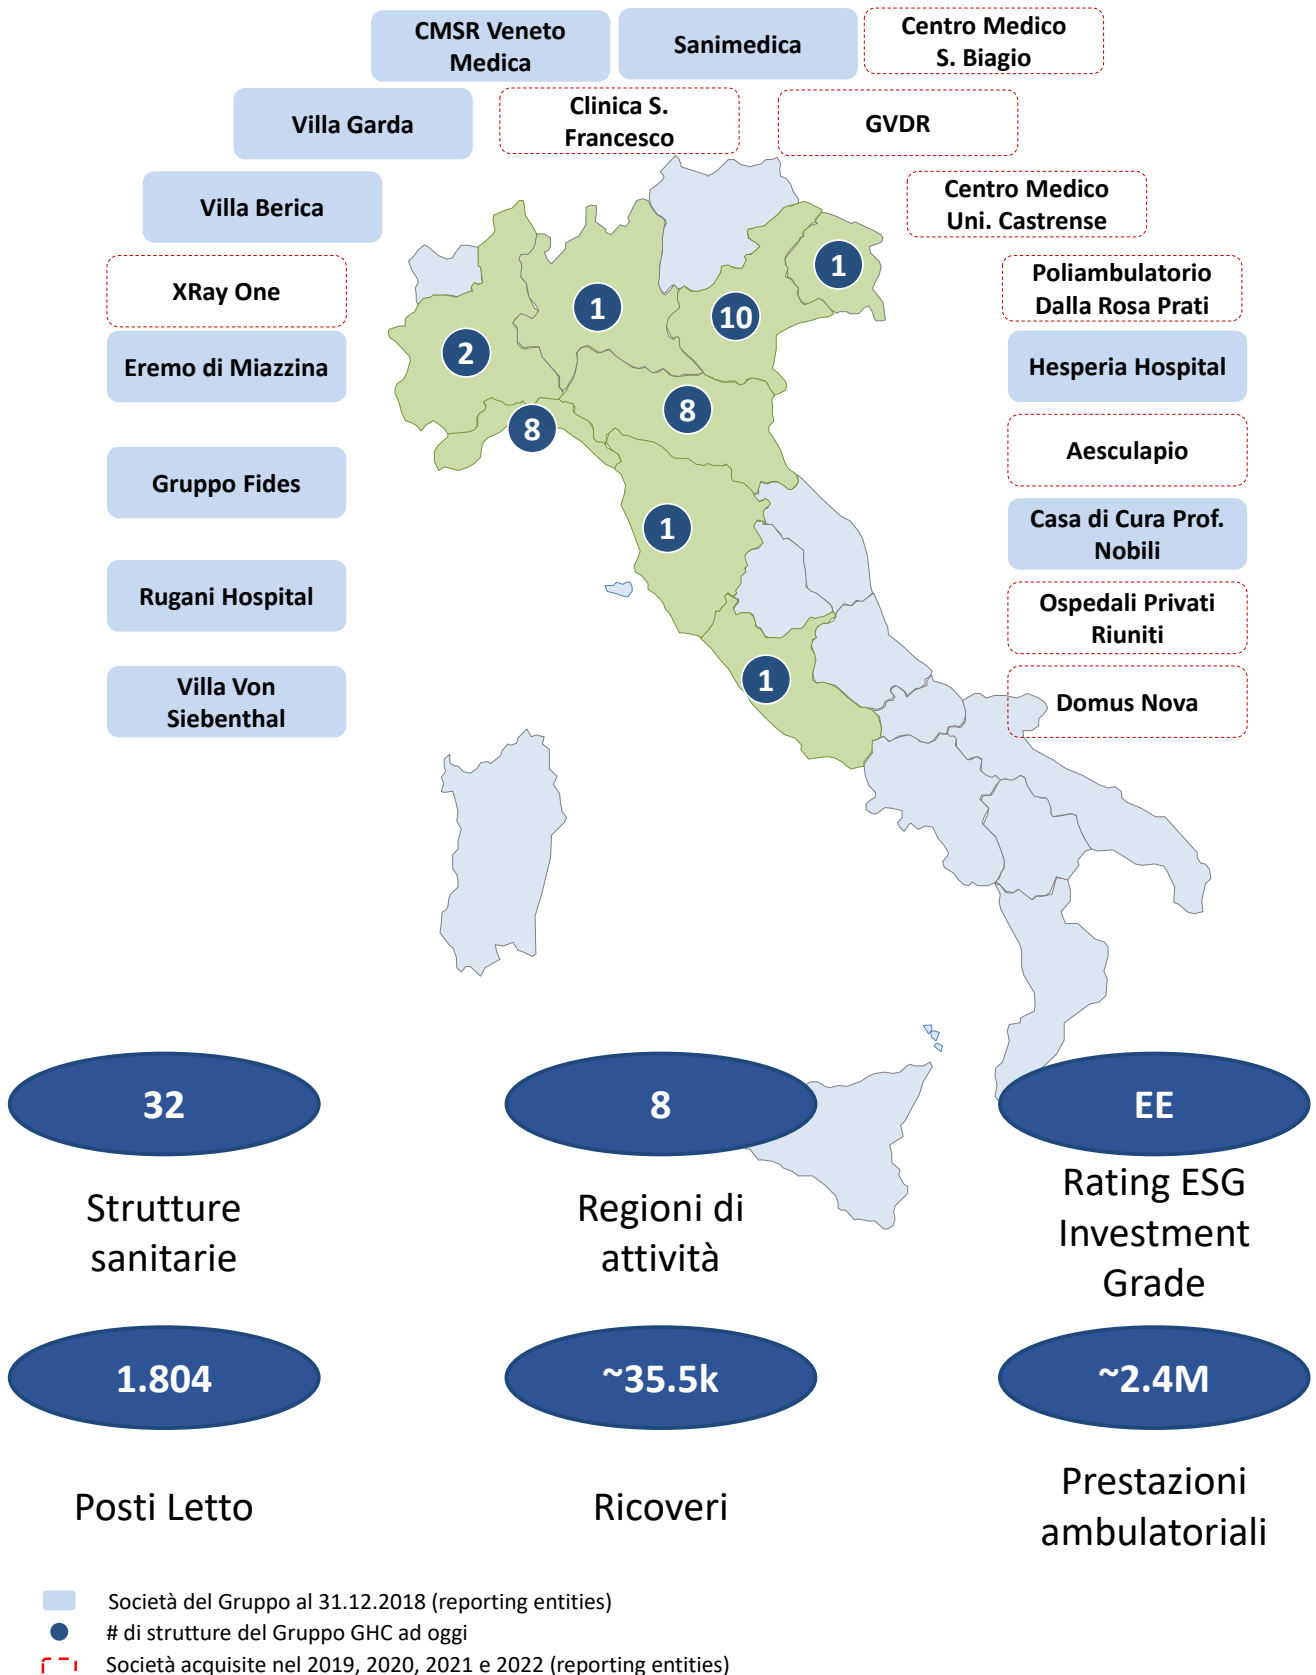 CMSR Veneto
Medica
Sanimedica
Centro Medico
S. Biagio
Villa Garda
Clinica S.
Francesco
GVDR
Villa Berica
Centro Medico
Uni. Castrense
XRay One
Poliambulatorio
Dalla Rosa Prati
Eremo di Miazzina
Hesperia Hospital
Aesculapio
Gruppo Fides
Casa di Cura Prof.
Nobili
Rugani Hospital
Ospedali Privati
Riuniti
Villa Von
Siebenthal
Domus Nova
1
1
10
2
8
8
1
1
32
8
EE
Strutture
sanitarie
Regioni di
attività
Rating ESG
Investment
Grade
1.804
~35.5k
~2.4M
Posti Letto
Ricoveri
Prestazioni
ambulatoriali
Società del Gruppo al 31.12.2018 (reporting entities)
# di strutture del Gruppo GHC ad oggi
Società acquisite nel 2019, 2020, 2021 e 2022 (reporting entities)